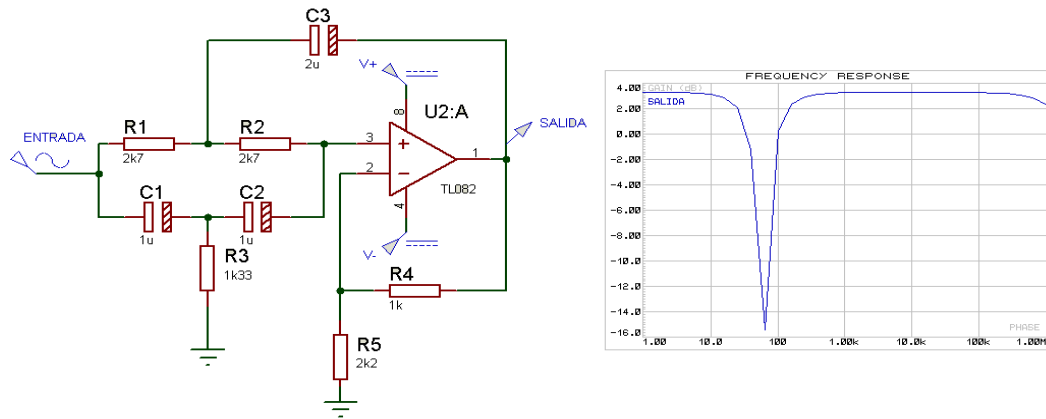 C3
2u
V+
8
U2:A
ENTRADA
R1
2k7
R2
2k7
3
2
1
SALIDA
TL082
4
V-
C1
1u
C2
1u
R3
1k33
R4
1k
R5
2k2
FREQUENCY RESPONSE
GAIN (dB)
SALIDA
4.00
2.00
0.00
-2.00
-4.00
-6.00
-8.00
-10.0
-12.0
-14.0
-16.0
PHASE
1.00
10.0
100
1.00k
10.0k
100k
1.00M